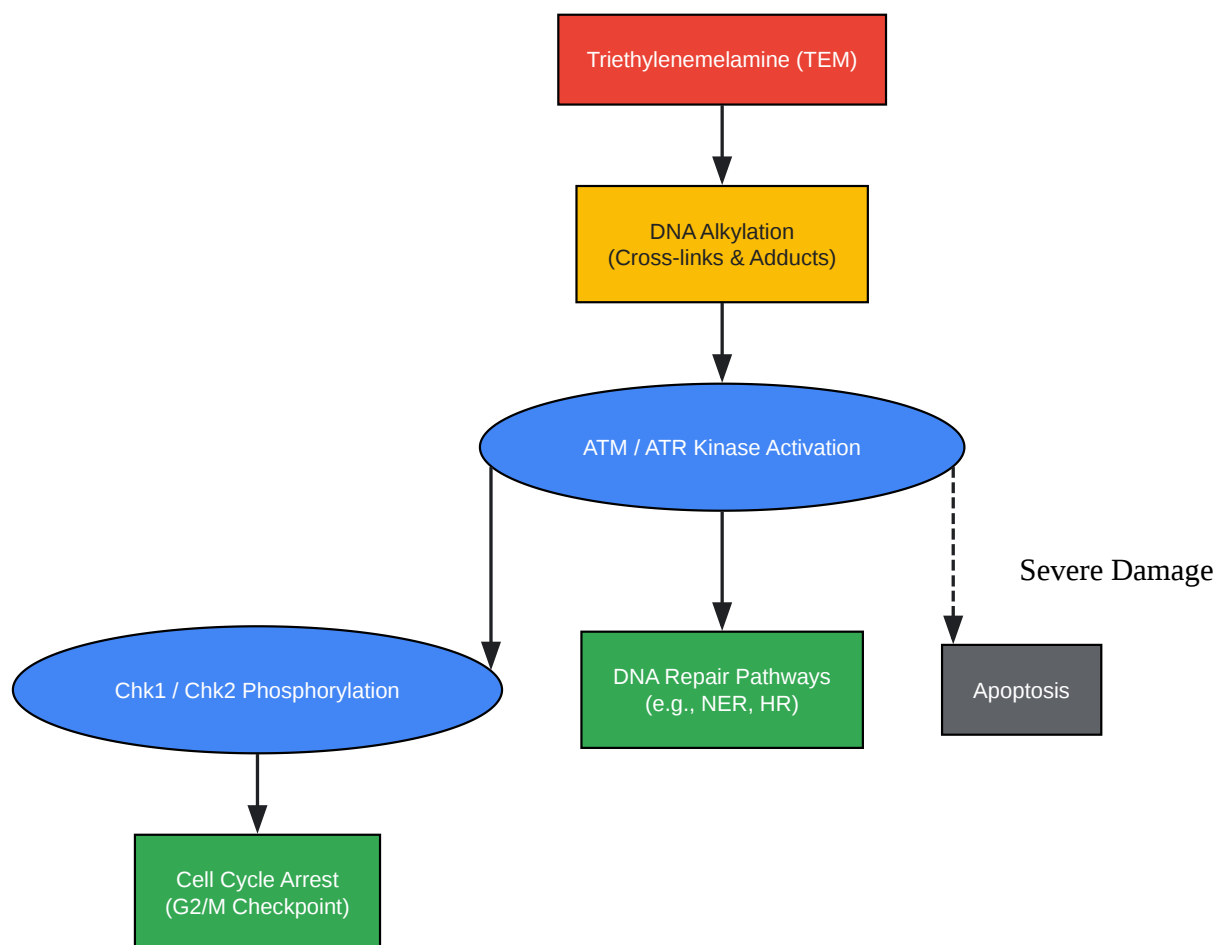 Triethylenemelamine (TEM)
DNA Alkylation
(Cross-links & Adducts)
ATM / ATR Kinase Activation
Severe Damage
Chk1 / Chk2 Phosphorylation
DNA Repair Pathways
(e.g., NER, HR)
Apoptosis
Cell Cycle Arrest
(G2/M Checkpoint)